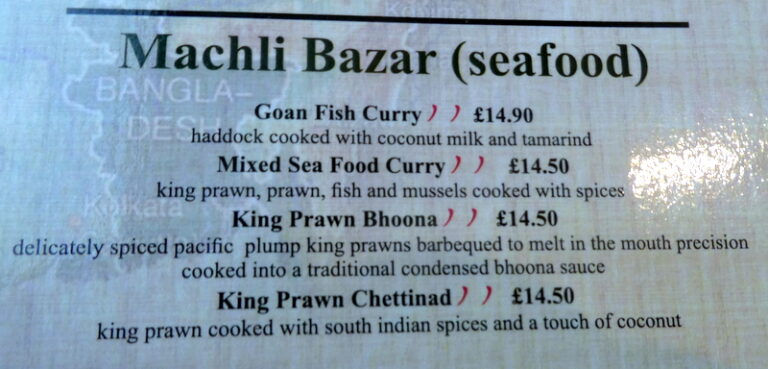 Machli Bazar (seafood)
BANGLA-
DESH
Goan Fish Curry £14.90
haddock cooked with coconut milk and tamarind
Mixed Sea Food Curry £14.50
king prawn, prawn, fish and mussels cooked with spices
Kolkata
King Prawn Bhoona £14.50
delicately spiced pacific plump king prawns barbequed to melt in the mouth precision
cooked into a traditional condensed bhoona sauce
King Prawn Chettinad £14.50
king prawn cooked with south indian spices and a touch of coconut